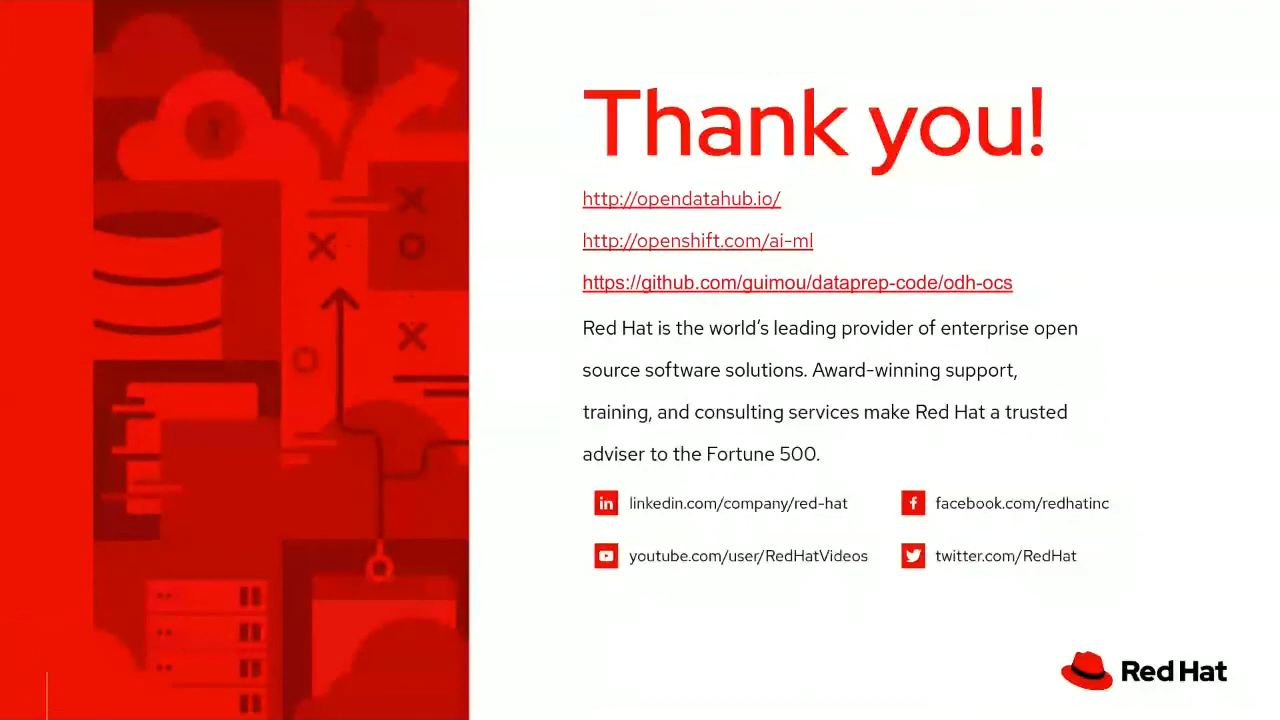 Thank you!
http://opendatahub.io/
http://openshift.com/ai-ml
https://github.com/guimou/dataprep-code/odh-ocs
Red Hat is the world’s leading provider of enterprise open
source software solutions. Award-winning support,
training, and consulting services make Red Hat a trusted
adviser to the Fortune 500.
linkedin.com/company/red-hat
facebook.com/redhatinc
youtube.com/user/RedHatVideos
twitter.com/RedHat
Red Hat